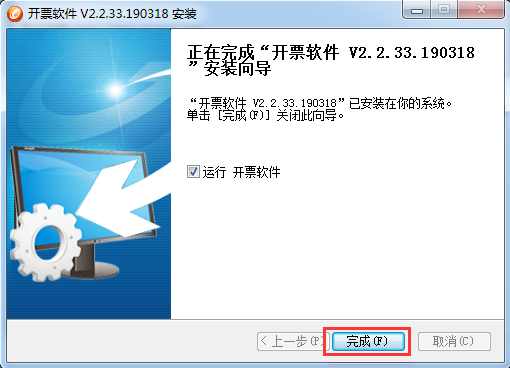 开票软件 V2.2.33.190318 安装
正在完成“开票软件 V2.2.33.190318
”安装向导
“开票软件 V2.2.33.190318”已安装在你的系统。
单击 [完成(F)] 关闭此向导。
运行 开票软件
< 上一步(P)
完成(F)
取消(C)